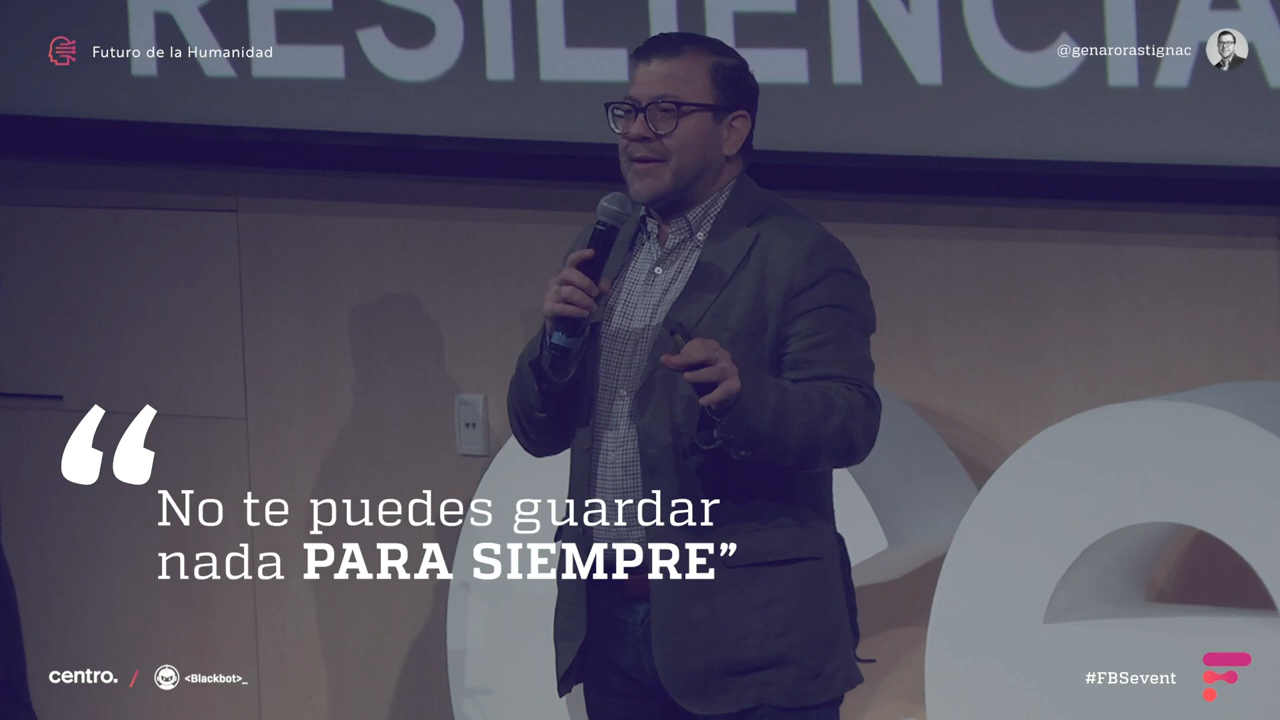 RESILIENCIA
Futuro de la Humanidad
@genarorastignac
“No te puedes guardar
nada PARA SIEMPRE”
centro. / <Blackbot>_
#FBSevent